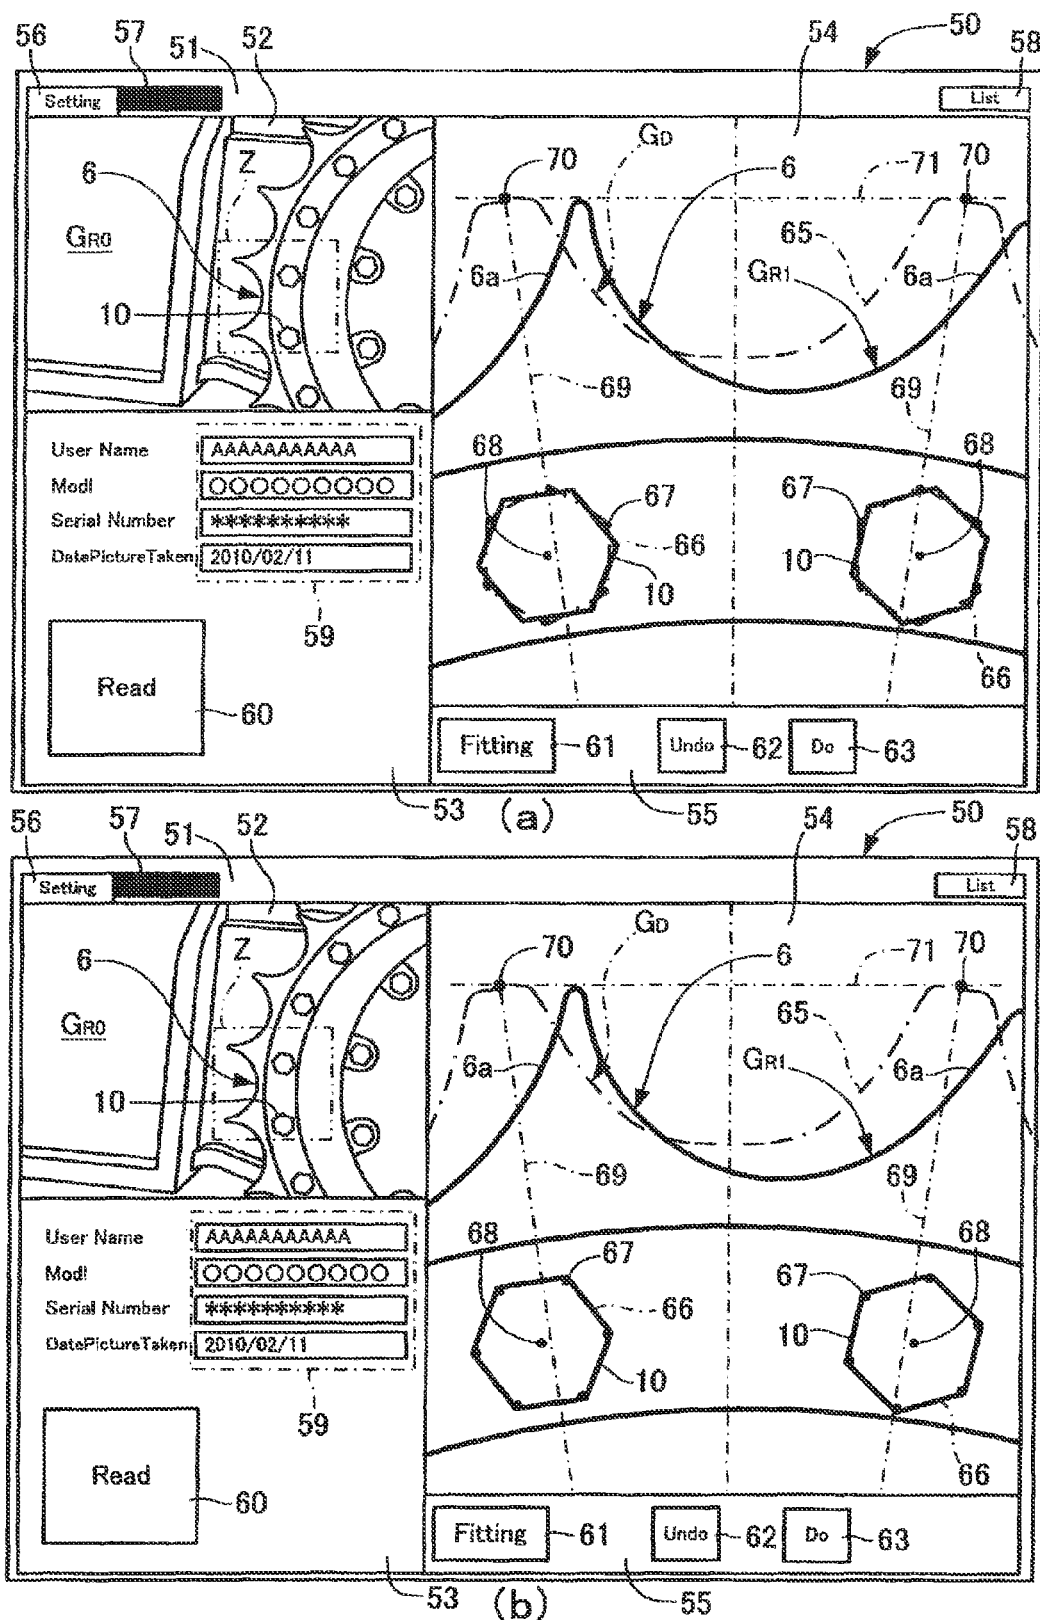 56 57 51 52 54 50 58
Setting List
GD 70 6 71 70
Z
6
65
GR0 6a GR1 6a
10
69 69
User Name AAAAAAAAAAA 68 68
Modl ○○○○○○○○○ 67 67
Serial Number ********** 66 10
DatePictureTaken 2010/02/11 10
59
66
Read
60
Fitting 61 Undo 62 Do 63
53 (a) 55
56 57 51 52 54 50 58
Setting List
GD 70 6 71 70
Z
6
65
GR0 6a GR1 6a
10
69 69
User Name AAAAAAAAAAA 68 68
Modl ○○○○○○○○○ 67 67
Serial Number ********** 66 10
DatePictureTaken 2010/02/11 10
59
66
Read
60
Fitting 61 Undo 62 Do 63
53 (b) 55